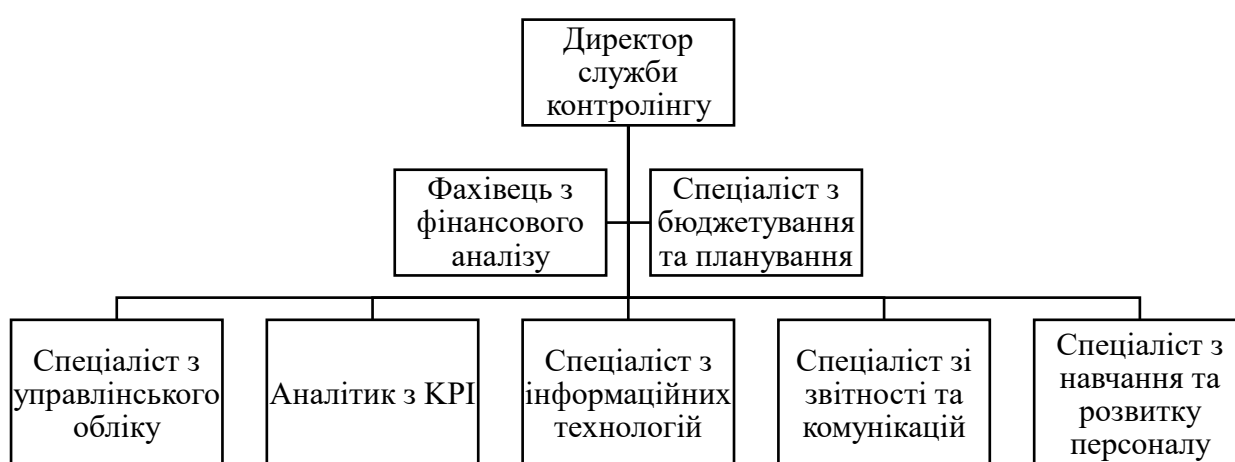 Директор
служби
контролінгу
Фахівець з
фінансового
аналізу
Спеціаліст з
бюджетування
та планування
Спеціаліст з
управлінського
обліку
Аналітик з KPI
Спеціаліст з
інформаційних
технологій
Спеціаліст зі
звітності та
комунікацій
Спеціаліст з
навчання та
розвитку
персоналу